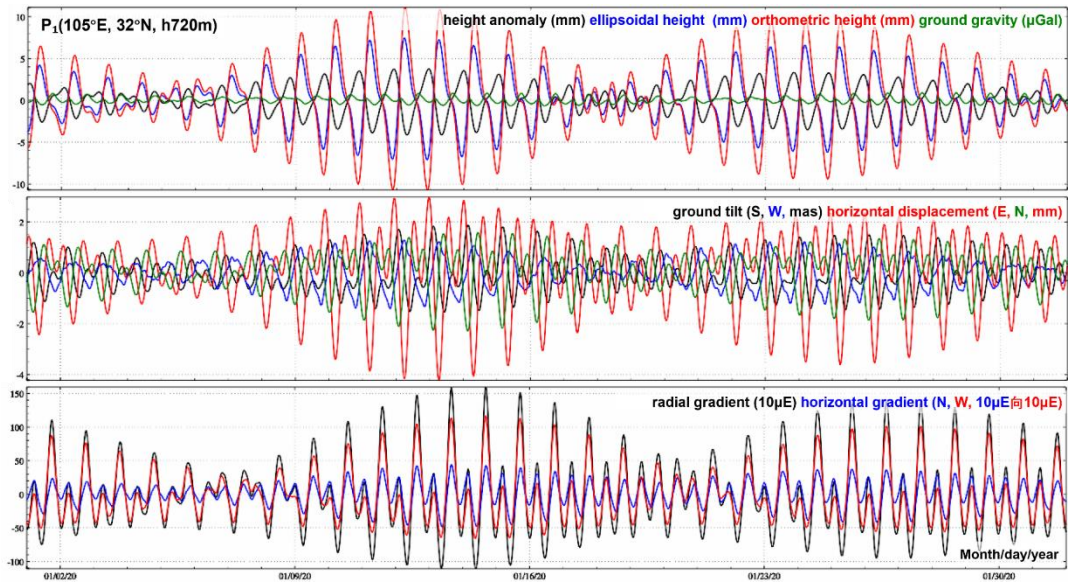 P₁(105°E, 32°N, h720m)
height anomaly (mm) ellipsoidal height (mm) orthometric height (mm) ground gravity (μGal)
10
5
0
-5
-10
ground tilt (S, W, mas) horizontal displacement (E, N, mm)
2
0
-2
-4
radial gradient (10μE) horizontal gradient (N, W, 10μE向10μE)
150
100
50
0
-50
-100
Month/day/year
01/02/20 01/09/20 01/16/20 01/23/20 01/30/20